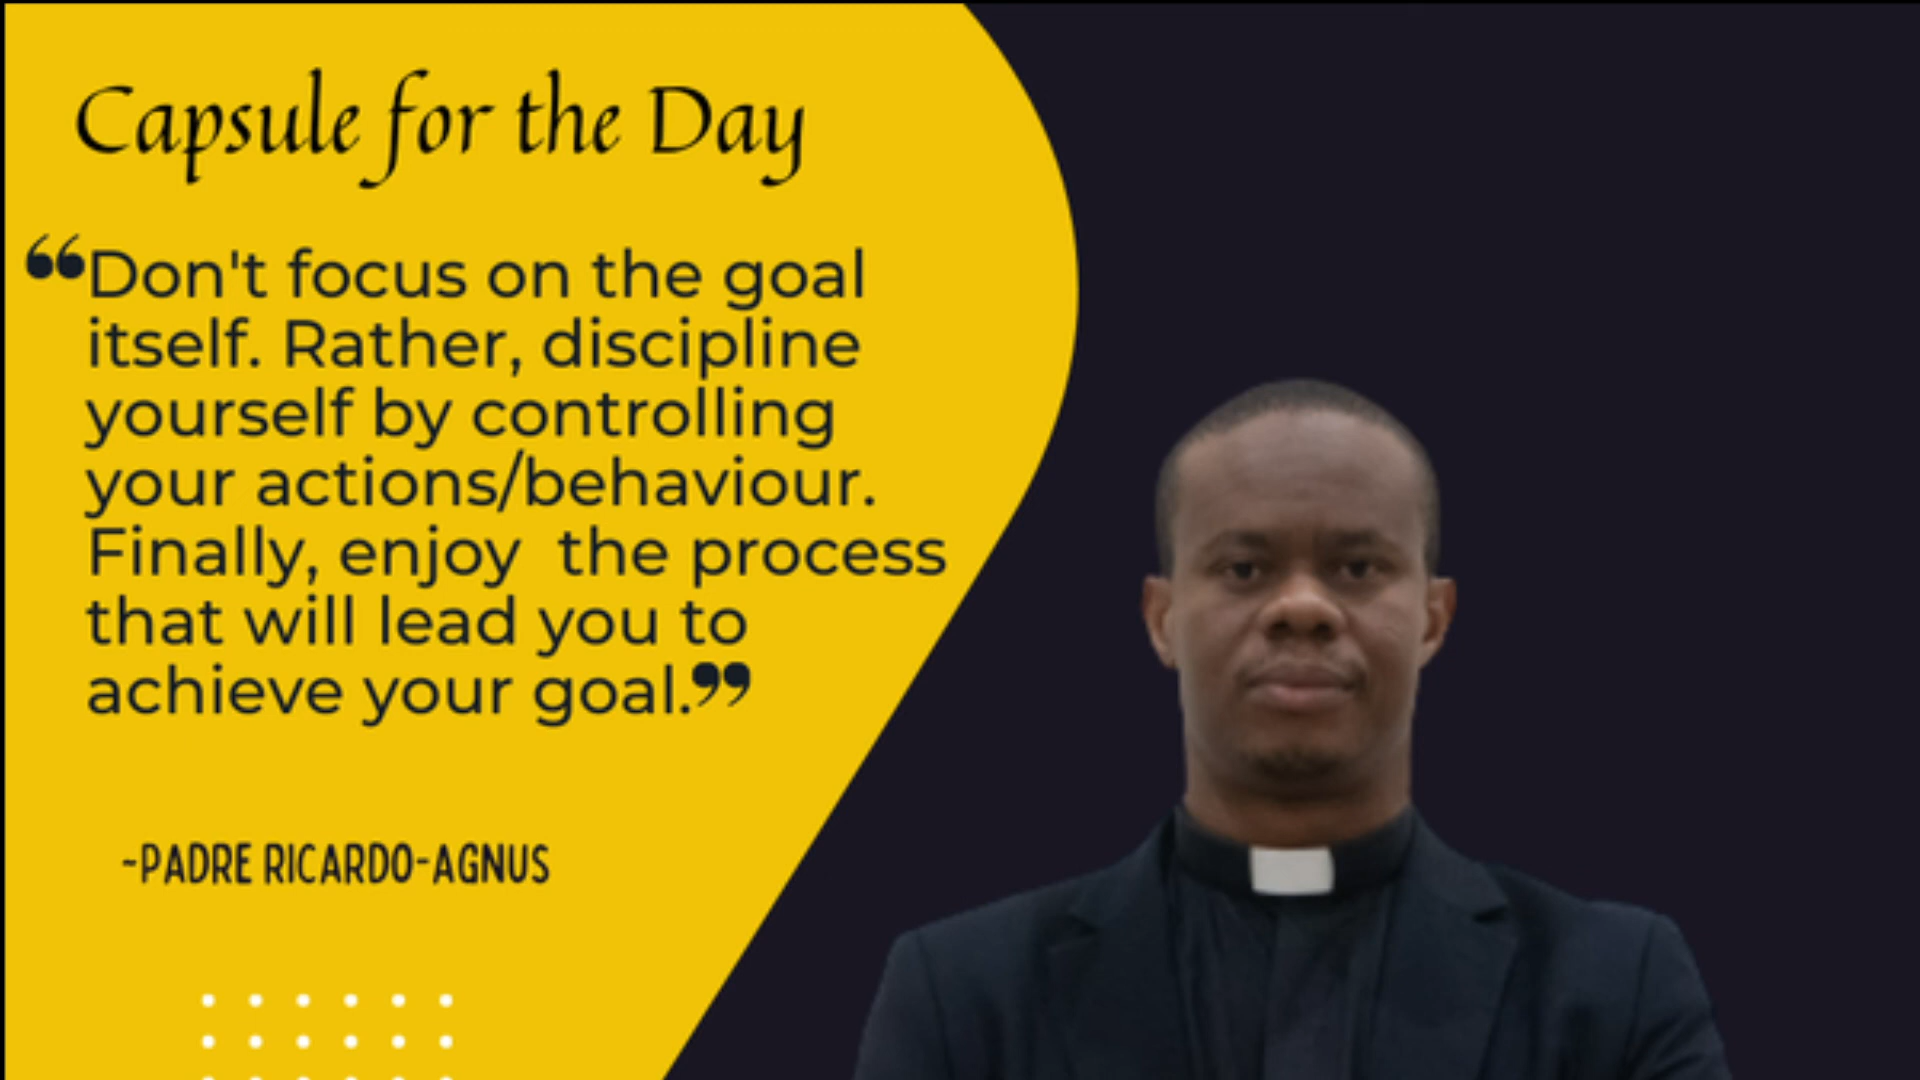 Capsule for the Day
“Don't focus on the goal
itself. Rather, discipline
yourself by controlling
your actions/behaviour.
Finally, enjoy  the process
that will lead you to
achieve your goal.”
-PADRE RICARDO-AGNUS